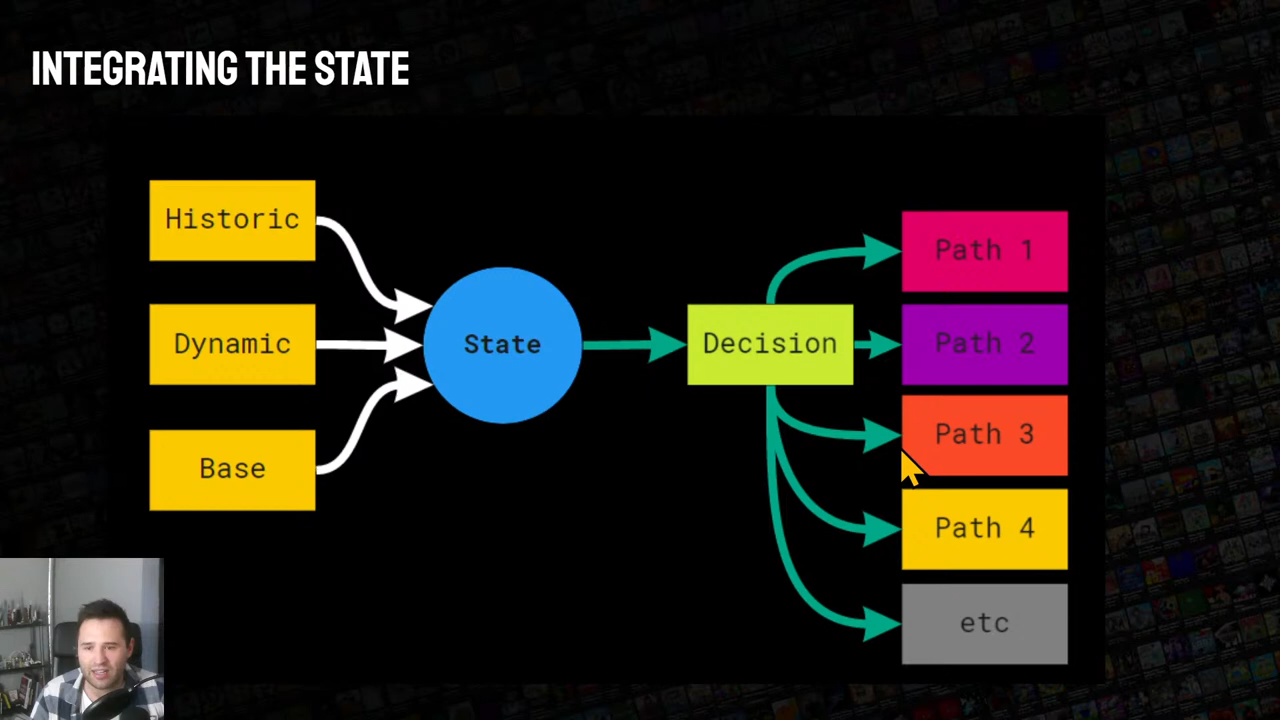 INTEGRATING THE STATE
Historic
Dynamic
Base
State
Decision
Path 1
Path 2
Path 3
Path 4
etc